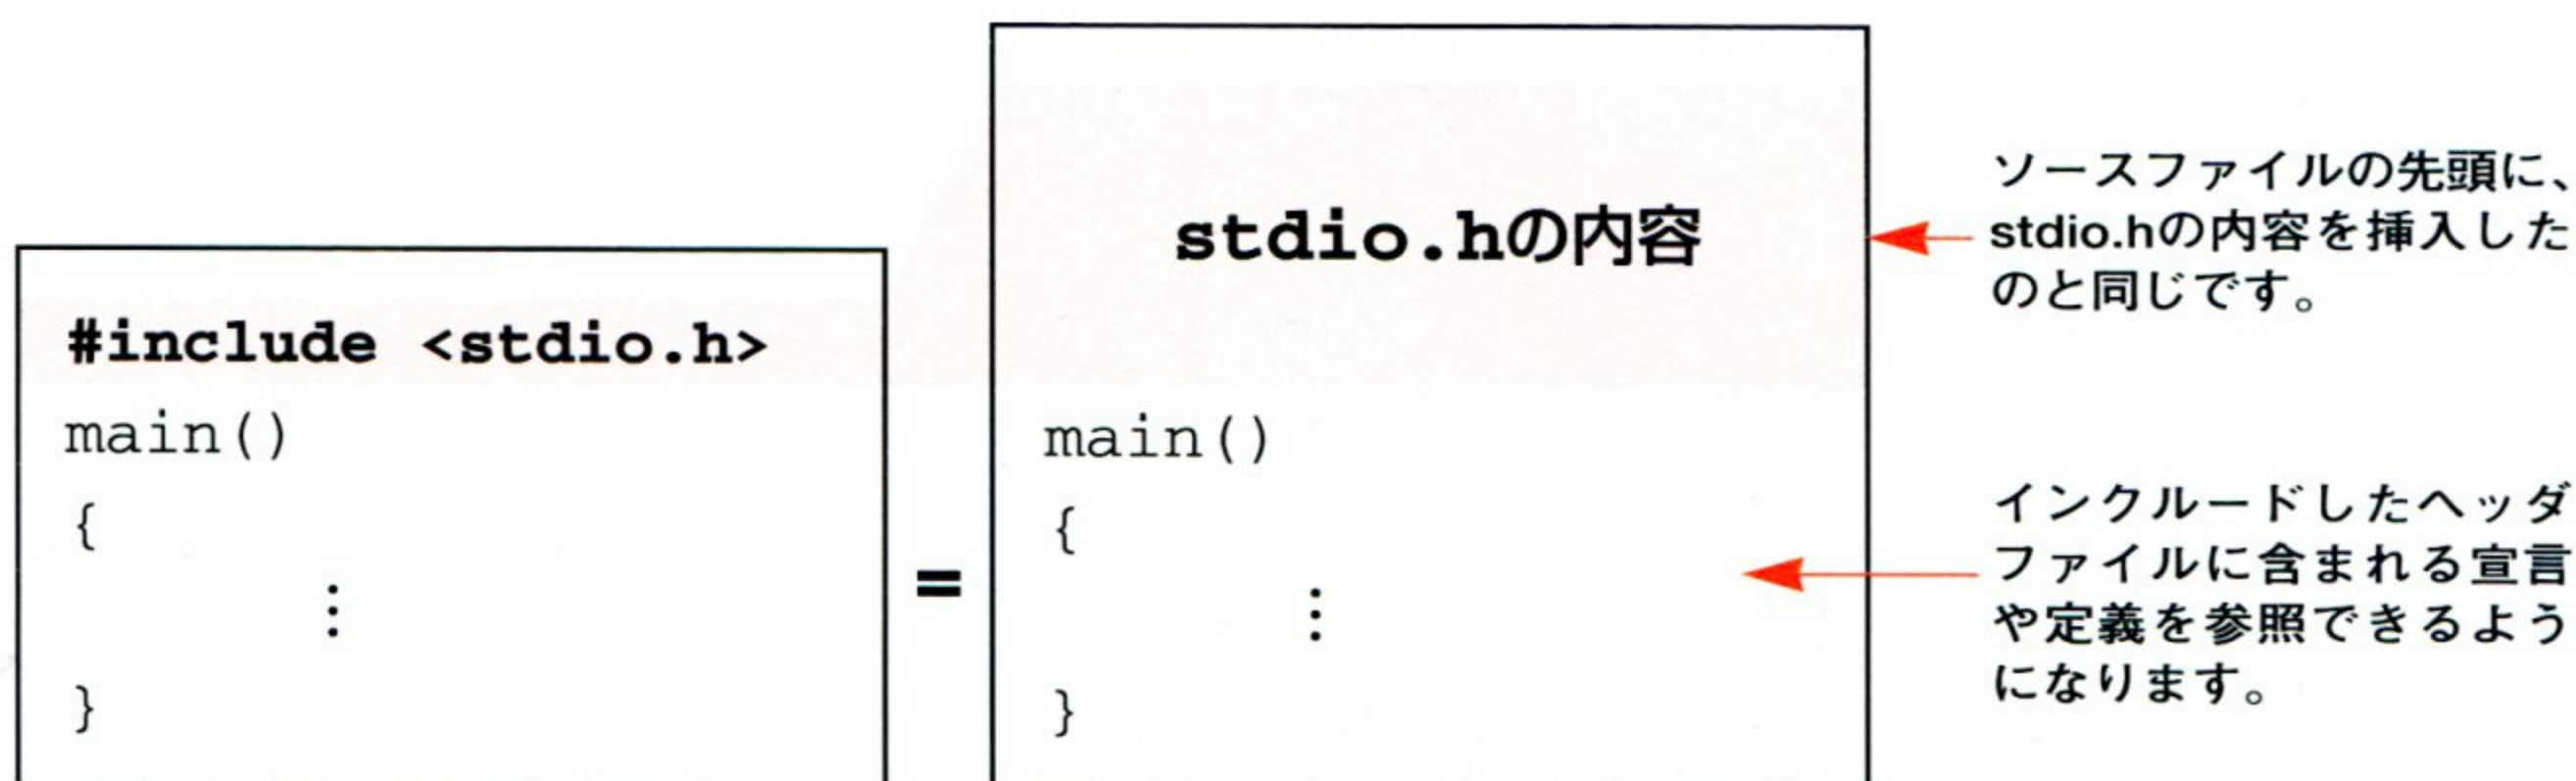 #include <stdio.h>
main()
{
⋮
}
=
stdio.hの内容
main()
{
⋮
}
ソースファイルの先頭に、
stdio.hの内容を挿入した
のと同じです。
インクルードしたヘッダ
ファイルに含まれる宣言
や定義を参照できるよう
になります。